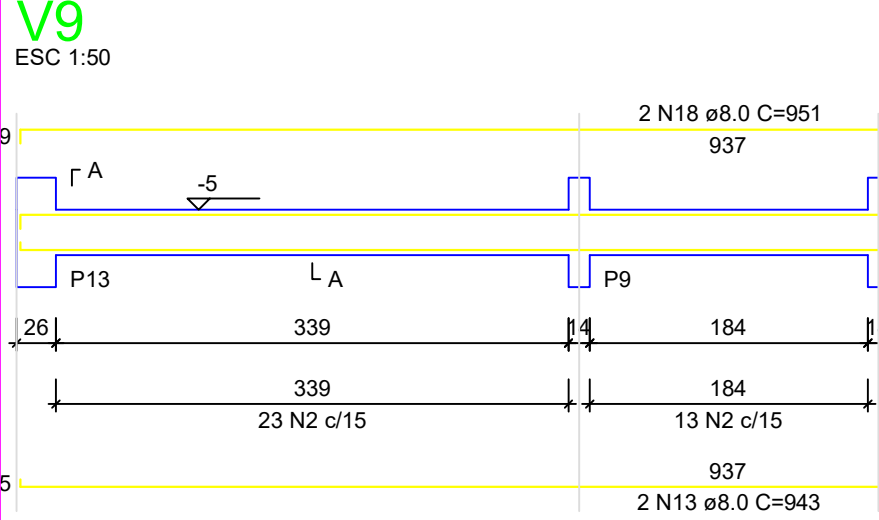 V9
ESC 1:50
2 N18 ø8.0 C=951
9
937
A
-5
P13
A
P9
26
339
14
184
1
339
184
23 N2 c/15
13 N2 c/15
937
5
2 N13 ø8.0 C=943